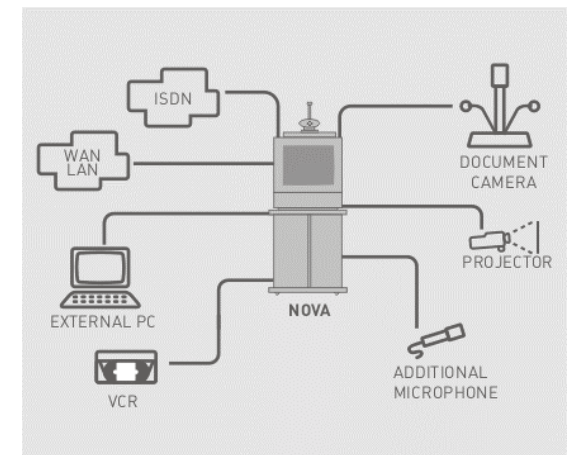 ISDN
WAN
LAN
DOCUMENT
CAMERA
PROJECTOR
EXTERNAL PC
NOVA
VCR
ADDITIONAL
MICROPHONE